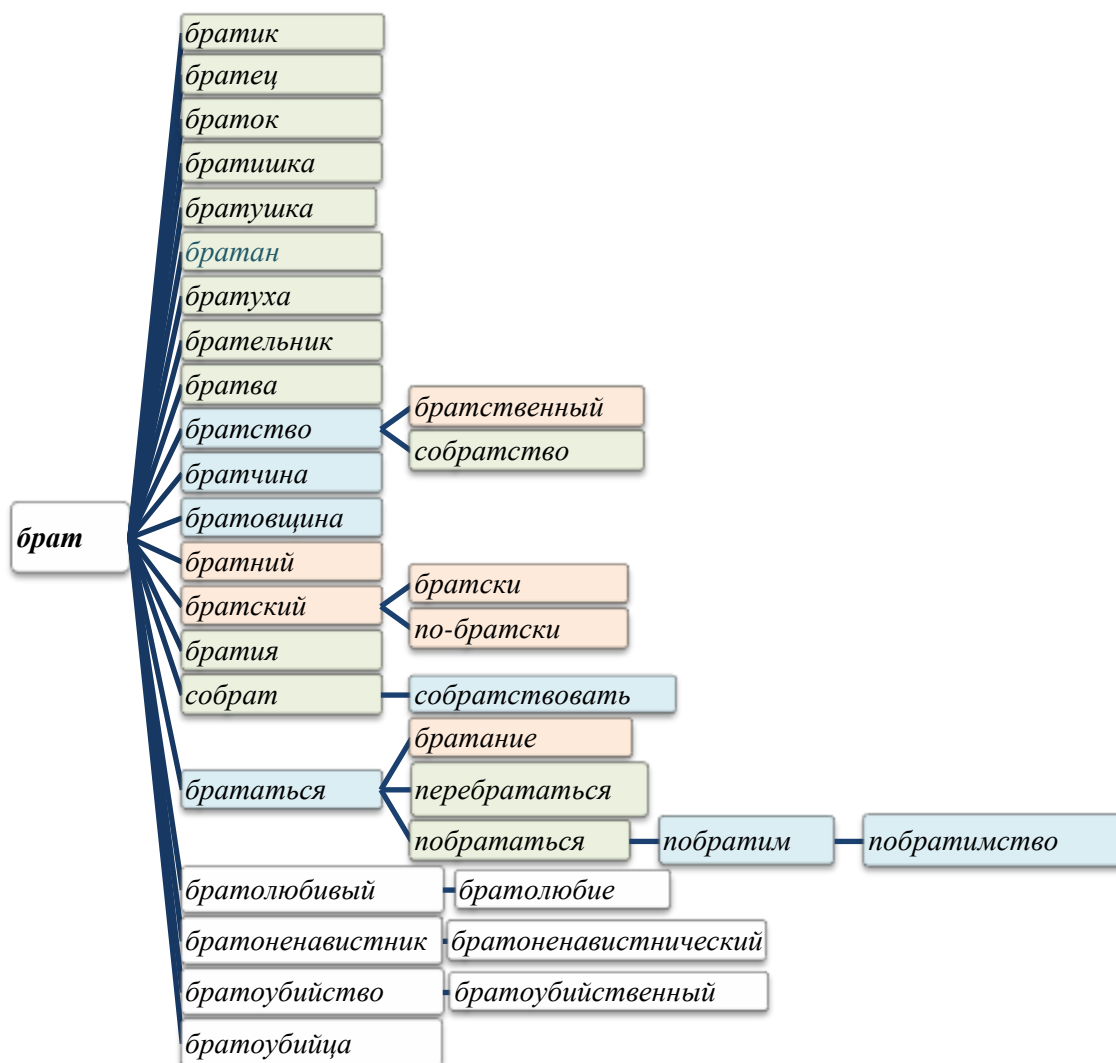 братик
братец
браток
братишка
братушка
братан
братуха
брательник
братва
братственный
братство
собратство
братчина
братовщина
брат
братний
братски
братский
по-братски
братия
собрат
собратствовать
братание
брататься
перебрататься
побрататься
побратим
побратимство
братолюбивый
братолюбие
братоненавистник
братоненавистнический
братоубийство
братоубийственный
братоубийца